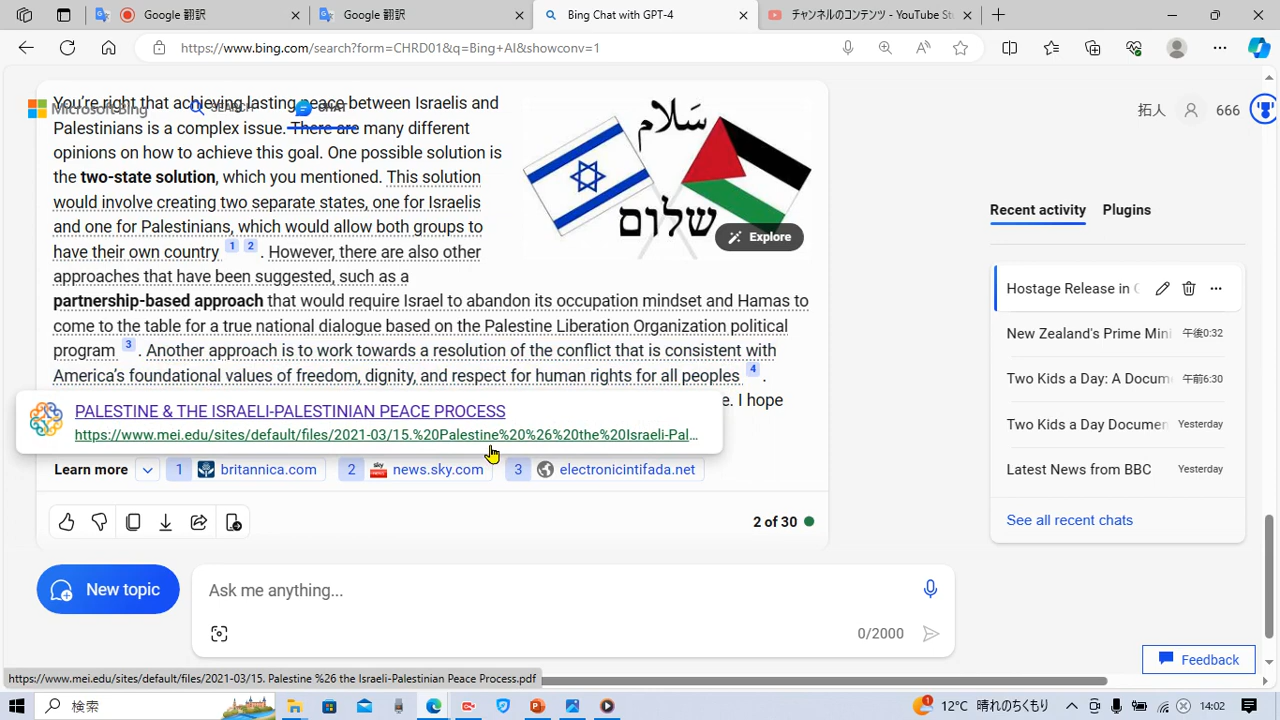 Google 翻訳
Google 翻訳
Bing Chat with GPT-4
チャンネルのコンテンツ - YouTube St
https://www.bing.com/search?form=CHRD01&q=Bing+AI&showconv=1
Microsoft Bing
SEARCH
CHAT
拓人
666
You're right that achieving lasting peace between Israelis and
Palestinians is a complex issue. There are many different
opinions on how to achieve this goal. One possible solution is
the two-state solution, which you mentioned. This solution
would involve creating two separate states, one for Israelis
and one for Palestinians, which would allow both groups to
have their own country 1 2 . However, there are also other
approaches that have been suggested, such as a
partnership-based approach that would require Israel to abandon its occupation mindset and Hamas to
come to the table for a true national dialogue based on the Palestine Liberation Organization political
program 3 . Another approach is to work towards a resolution of the conflict that is consistent with
America's foundational values of freedom, dignity, and respect for human rights for all peoples 4 .
e. I hope
سَلام
שלום
Explore
PALESTINE & THE ISRAELI-PALESTINIAN PEACE PROCESS
https://www.mei.edu/sites/default/files/2021-03/15.%20Palestine%20%26%20the%20Israeli-Pal...
Learn more
1 britannica.com
2 news.sky.com
3 electronicintifada.net
2 of 30
New topic
Ask me anything...
0/2000
Recent activity
Plugins
Hostage Release in
New Zealand's Prime Mini
午後0:32
Two Kids a Day: A Docum
午前6:30
Two Kids a Day Documen
Yesterday
Latest News from BBC
Yesterday
See all recent chats
Feedback
https://www.mei.edu/sites/default/files/2021-03/15. Palestine %26 the Israeli-Palestinian Peace Process.pdf
検索
1
12°C 晴れのちくもり
14:02